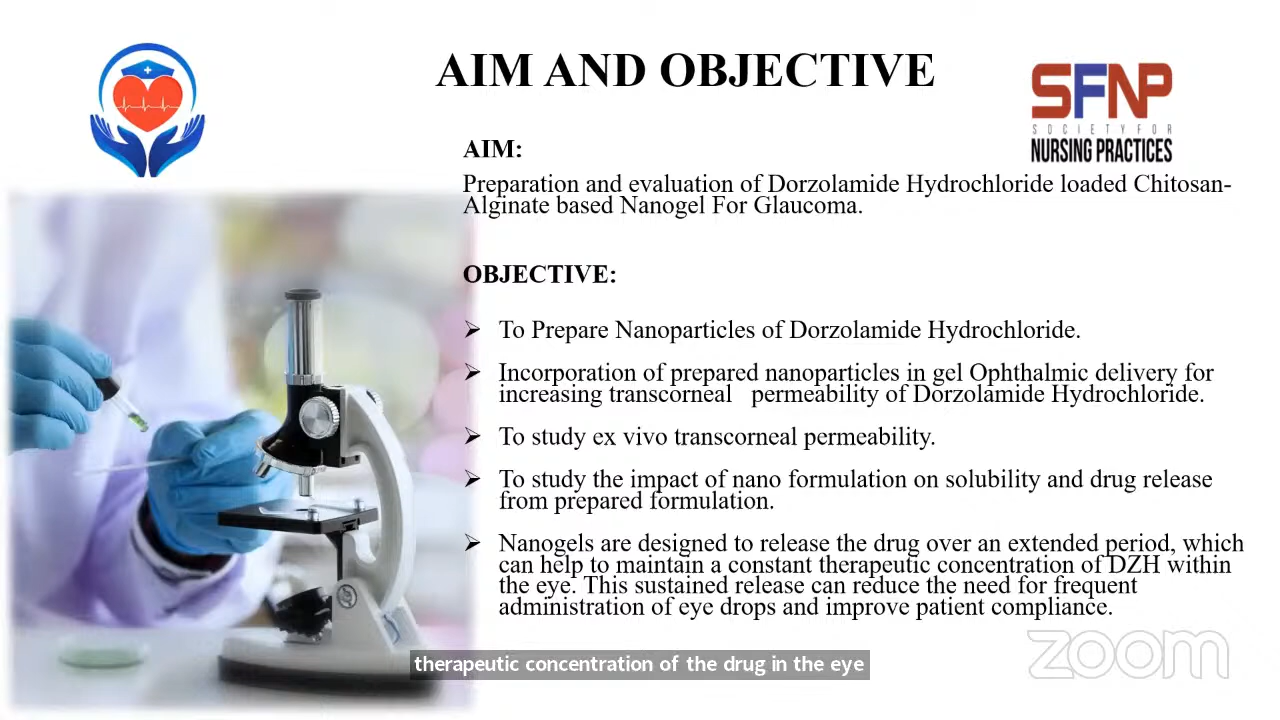 AIM AND OBJECTIVE
SFNP
SOCIETY FOR
NURSING PRACTICES
AIM:
Preparation and evaluation of Dorzolamide Hydrochloride loaded Chitosan-
Alginate based Nanogel For Glaucoma.
OBJECTIVE:
To Prepare Nanoparticles of Dorzolamide Hydrochloride.
Incorporation of prepared nanoparticles in gel Ophthalmic delivery for
increasing transcorneal permeability of Dorzolamide Hydrochloride.
To study ex vivo transcorneal permeability.
To study the impact of nano formulation on solubility and drug release
from prepared formulation.
Nanogels are designed to release the drug over an extended period, which
can help to maintain a constant therapeutic concentration of DZH within
the eye. This sustained release can reduce the need for frequent
administration of eye drops and improve patient compliance.
zoom
therapeutic concentration of the drug in the eye